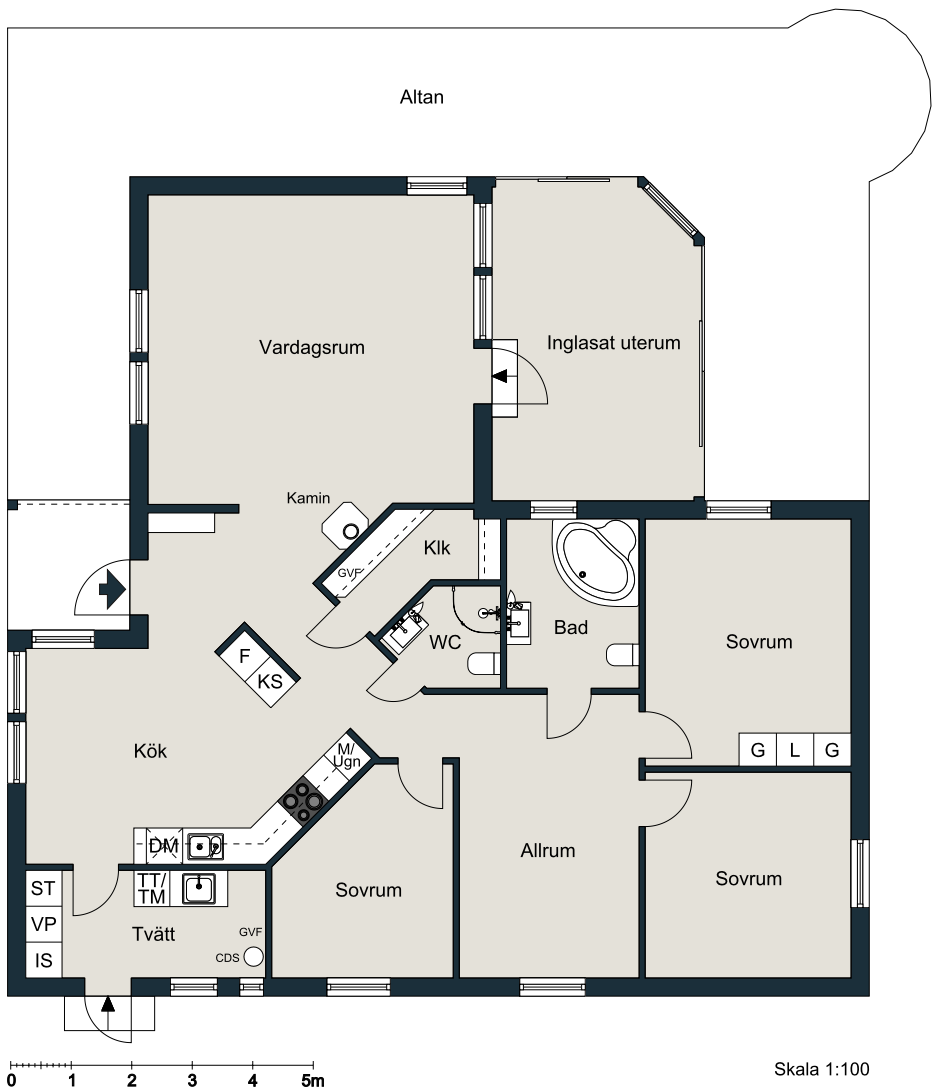 Altan
Vardagsrum
Inglasat uterum
Kamin
GVF
Klk
WC
Bad
Sovrum
F
KS
Kök
M/
Ugn
G L G
DM
Allrum
Sovrum
Sovrum
ST
TT/
TM
VP
Tvätt
GVF
IS
CDS
0 1 2 3 4 5m
Skala 1:100